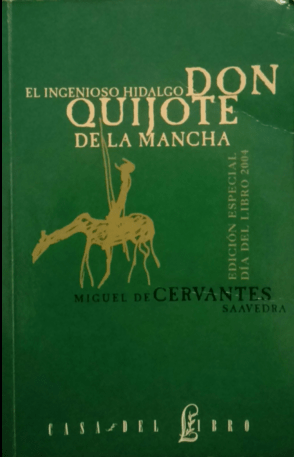 EL INGENIOSO HIDALGO DON
QUIJOTE
DE LA MANCHA
EDICIÓN ESPECIAL
DÍA DEL LIBRO 2004
MIGUEL DE CERVANTES
SAAVEDRA
CASA DEL LIBRO